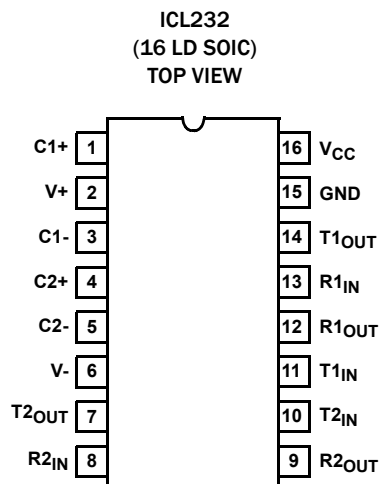 ICL232
(16 LD SOIC)
TOP VIEW
C1+ 1 16 VCC
V+ 2 15 GND
C1- 3 14 T1OUT
C2+ 4 13 R1IN
C2- 5 12 R1OUT
V- 6 11 T1IN
T2OUT 7 10 T2IN
R2IN 8 9 R2OUT